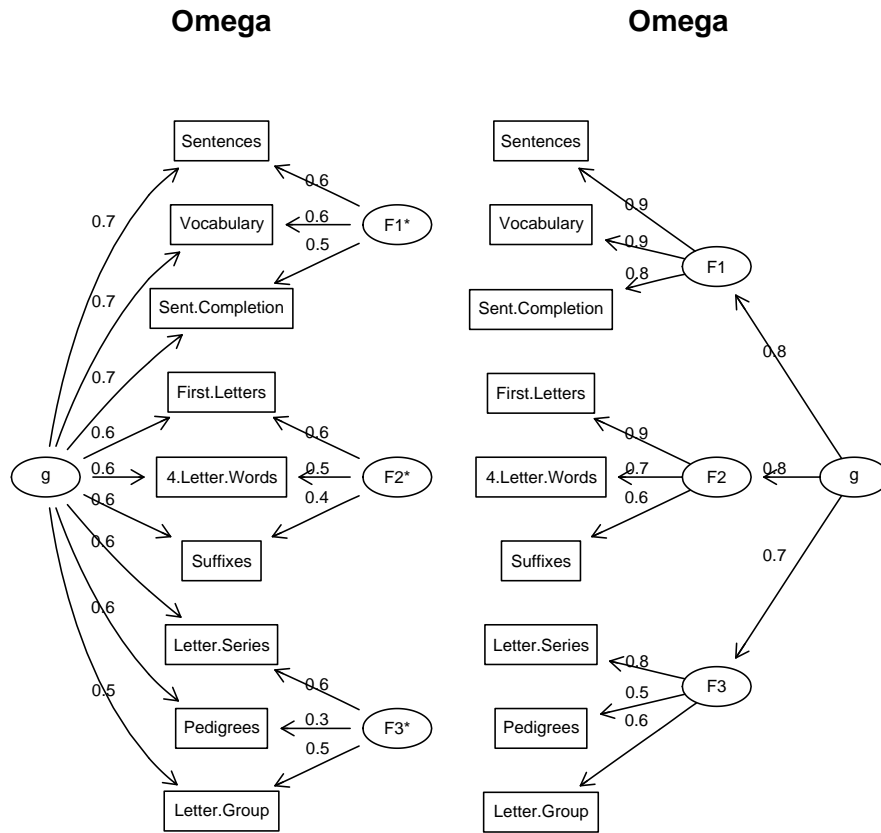 Omega
Sentences
Vocabulary
Sent.Completion
First.Letters
4.Letter.Words
Suffixes
Letter.Series
Pedigrees
Letter.Group
g
0.7
0.7
0.7
0.6
0.6
0.6
0.6
0.6
0.5
F1*
0.6
0.6
0.5
F2*
0.6
0.5
0.4
F3*
0.6
0.3
0.5
Omega
Sentences
Vocabulary
Sent.Completion
First.Letters
4.Letter.Words
Suffixes
Letter.Series
Pedigrees
Letter.Group
F1
0.9
0.9
0.8
F2
0.9
0.7
0.6
F3
0.8
0.5
0.6
g
0.8
0.8
0.7